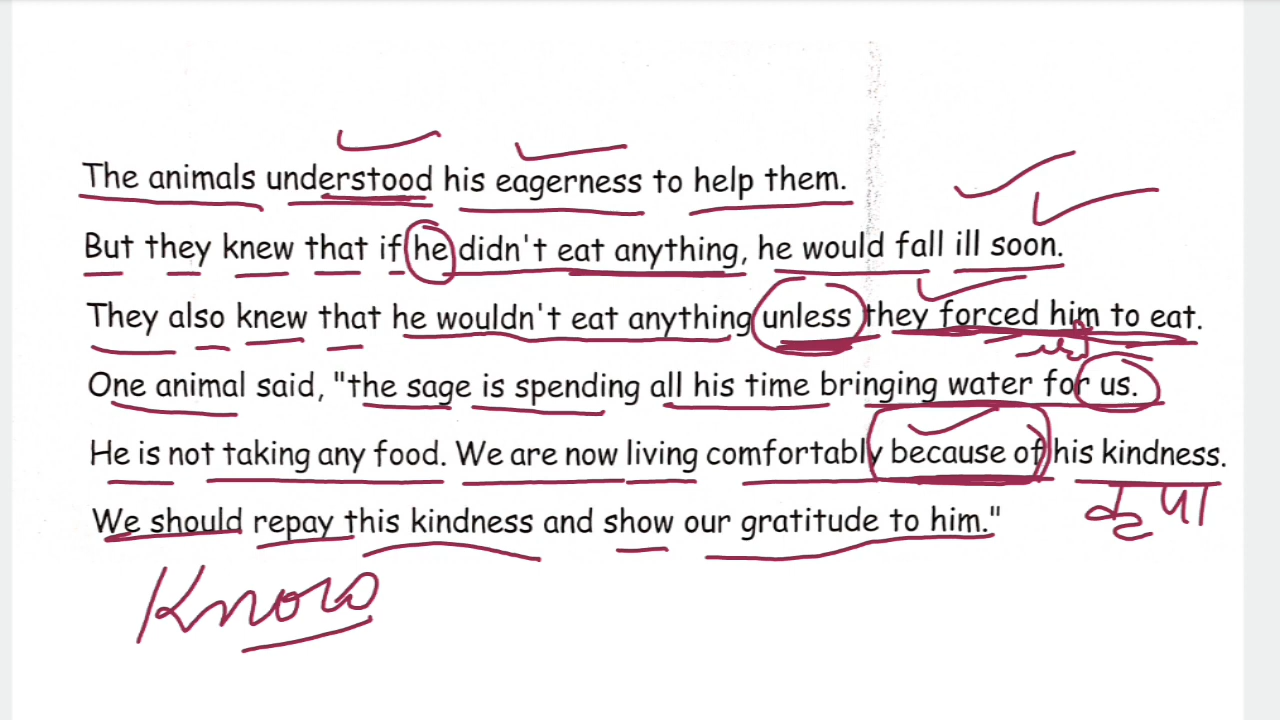 The animals understood his eagerness to help them.
But they knew that if he didn't eat anything, he would fall ill soon.
They also knew that he wouldn't eat anything unless they forced him to eat.
One animal said, "the sage is spending all his time bringing water for us.
He is not taking any food. We are now living comfortably because of his kindness.
We should repay this kindness and show our gratitude to him."
Know